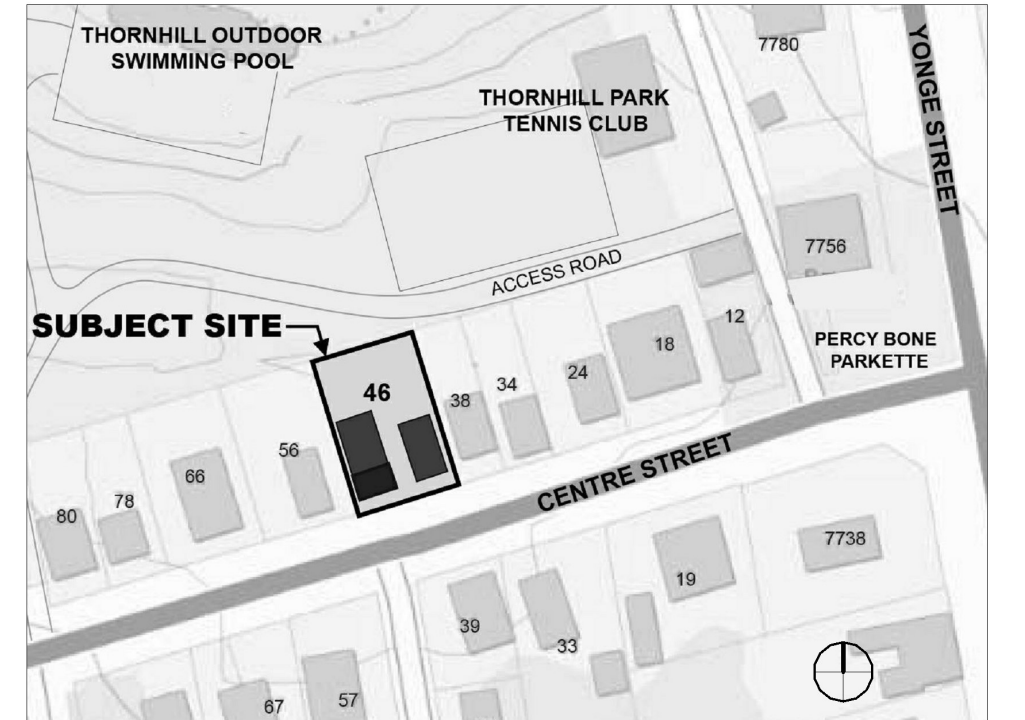 THORNHILL OUTDOOR
SWIMMING POOL
7780
YONGE STREET
THORNHILL PARK
TENNIS CLUB
7756
ACCESS ROAD
SUBJECT SITE
12
18
PERCY BONE
PARKETTE
46
24
34
38
56
CENTRE STREET
66
78
80
7738
19
39
33
57
67